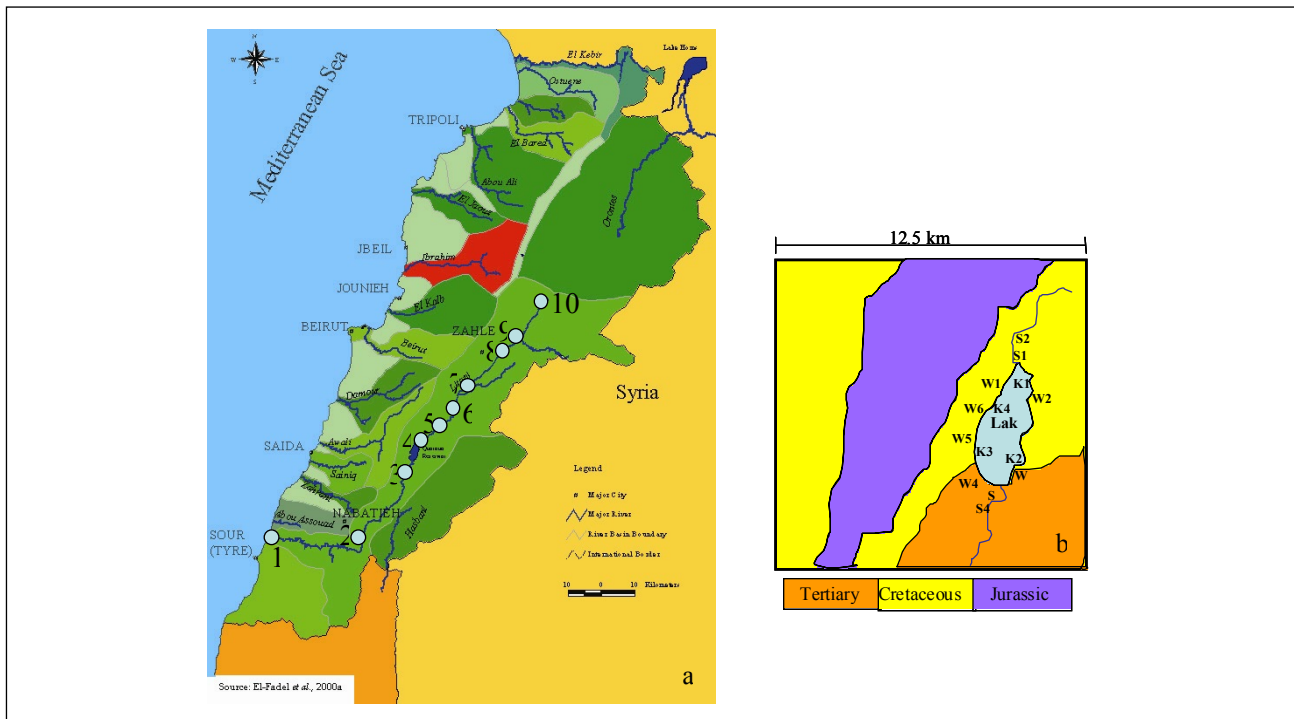 N
W E
S
Mediterranean Sea
El Kebir
Lake Homs
Ostuene
TRIPOLI
El Bared
Abou Ali
El Jaouz
Orontes
JBEIL
Ibrahim
JOUNIEH
El Kalb
10
BEIRUT
ZAHLE
9
8
Beirut
Litani
Syria
Damour
6
5
4
Awali
SAIDA
Sainiq
3
Hasbani
Abou Assouad
NABATIEH
SOUR
(TYRE)
1
2
Legend
Major City
Major River
River Basin Boundary
International Border
10 0 10 Kilometers
Source: El-Fadel et al., 2000a
a
12.5 km
S2
S1
W1
K1
W2
W6
K4
Lak
W5
K3
K2
W4
W
S
S4
b
Tertiary
Cretaceous
Jurassic